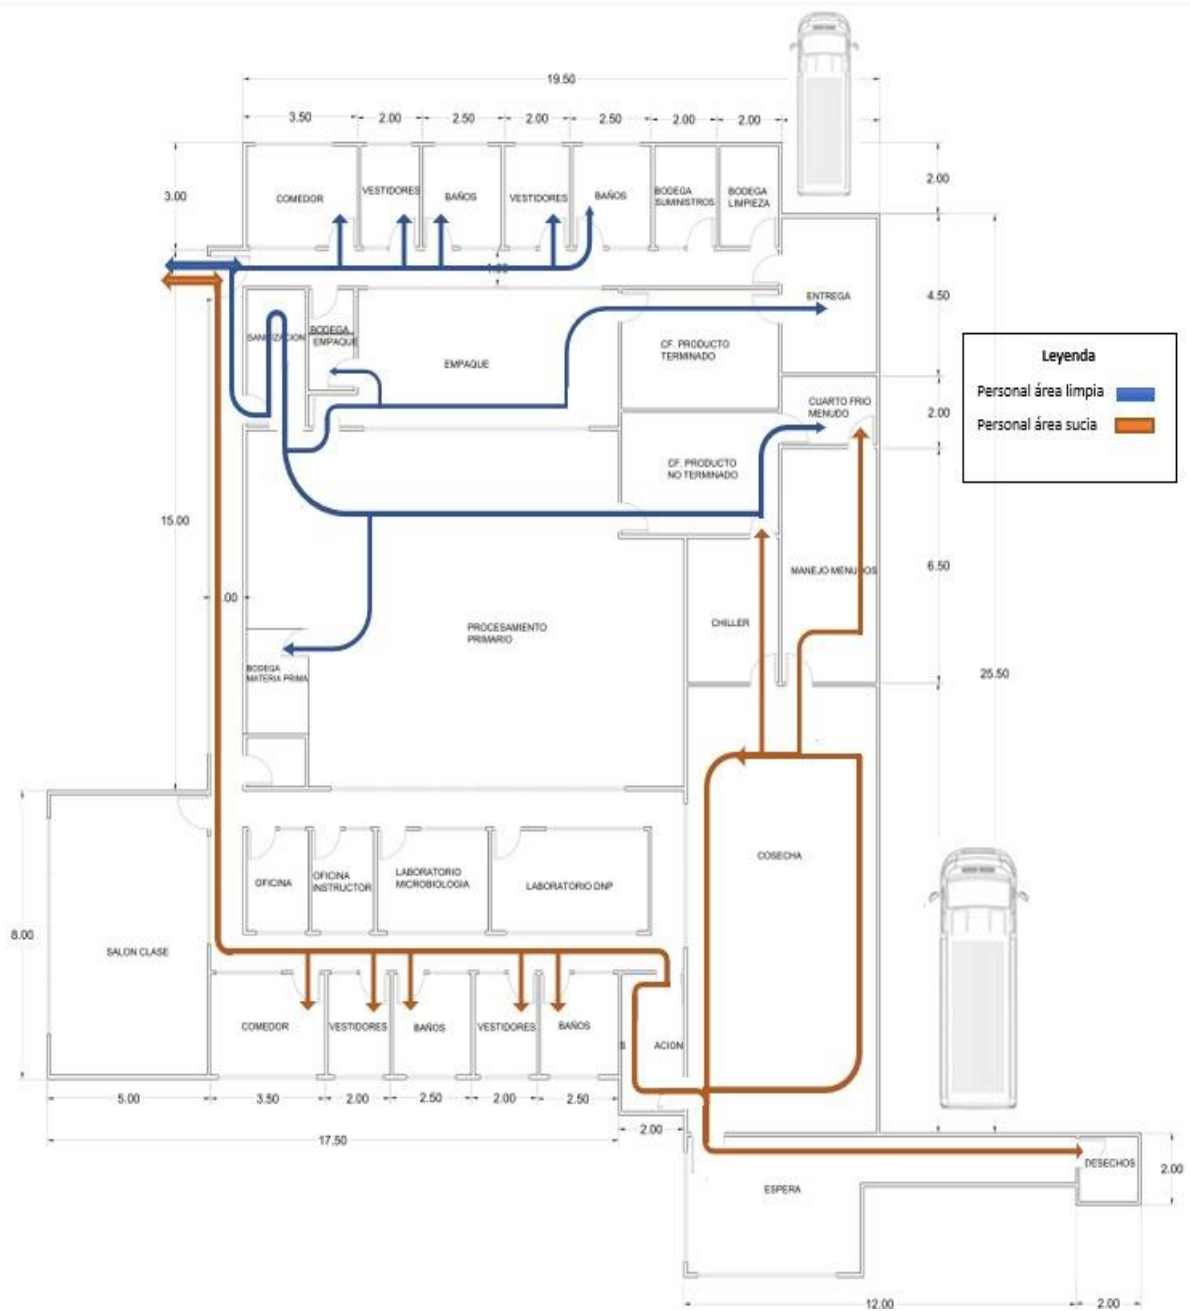 19.50
3.50
2.00
2.50
2.00
2.50
2.00
2.00
3.00
2.00
COMEDOR
VESTIDORES
BAÑOS
VESTIDORES
BAÑOS
BODEGA
SUMINISTROS
BODEGA
LIMPIEZA
ENTREGA
4.50
BODEGA
EMPAQUE
EMPAQUE
CF. PRODUCTO
TERMINADO
Leyenda
Personal área limpia
Personal área sucia
CUARTO FRIO
MENUDO
2.00
CF. PRODUCTO
NO TERMINADO
15.00
MANEJO MENUDOS
6.50
.00
PROCESAMIENTO
PRIMARIO
CHILLER
BODEGA
MATERIA PRIMA
25.50
COSECHA
OFICINA
OFICINA
INSTRUCTOR
LABORATORIO
MICROBIOLOGIA
LABORATORIO DNP
8.00
SALON CLASE
COMEDOR
VESTIDORES
BAÑOS
VESTIDORES
BAÑOS
ACION
5.00
3.50
2.00
2.50
2.00
2.50
2.00
17.50
DESECHOS
2.00
ESPERA
12.00
2.00